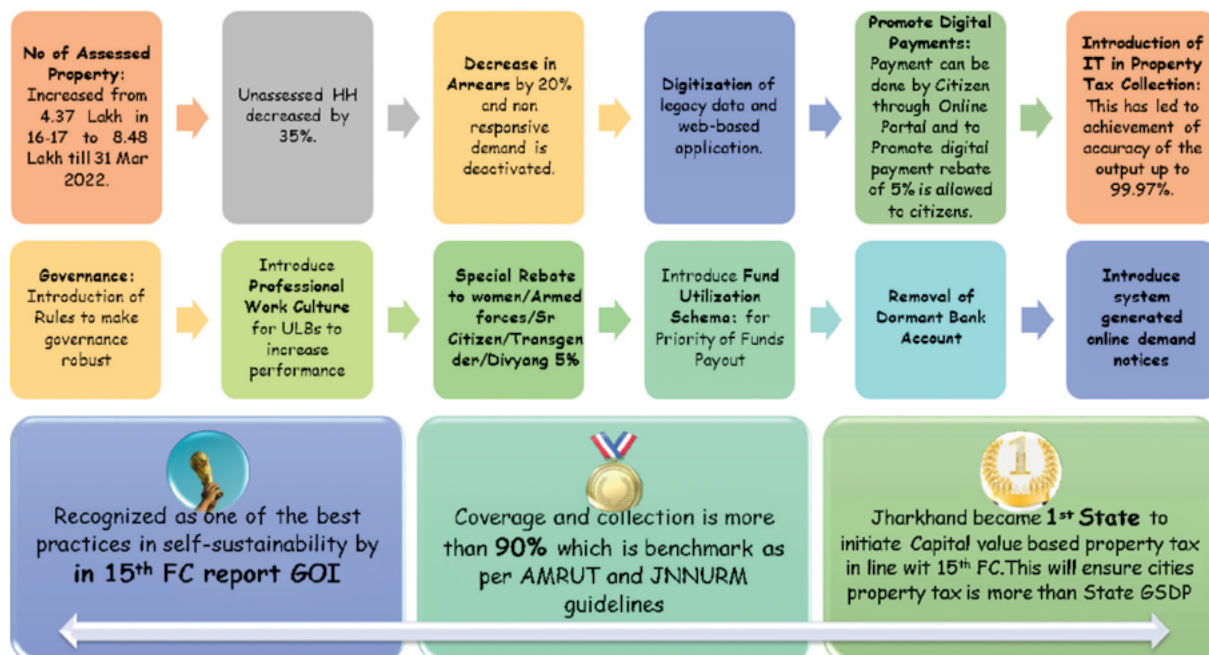 No of Assessed
Property:
Increased from
4.37 Lakh in
16-17 to 8.48
Lakh till 31 Mar
2022.
Unassessed HH
decreased by
35%.
Decrease in
Arrears by 20%
and non
responsive
demand is
deactivated.
Digitization of
legacy data and
web-based
application.
Promote Digital
Payments:
Payment can be
done by Citizen
through Online
Portal and to
Promote digital
payment rebate
of 5% is allowed
to citizens.
Introduction of
IT in Property
Tax Collection:
This has led to
achievement of
accuracy of the
output up to
99.97%.
Governance:
Introduction of
Rules to make
governance
robust
Introduce
Professional
Work Culture
for ULBs to
increase
performance
Special Rebate
to women/Armed
forces/Sr
Citizen/Transgen
der/Divyang 5%
Introduce Fund
Utilization
Schema: for
Priority of Funds
Payout
Removal of
Dormant Bank
Account
Introduce
system
generated
online demand
notices
Recognized as one of the best
practices in self-sustainability by
in 15th FC report GOI
Coverage and collection is more
than 90% which is benchmark as
per AMRUT and JNNURM
guidelines
1
Jharkhand became 1st State to
initiate Capital value based property tax
in line wit 15th FC.This will ensure cities
property tax is more than State GSDP